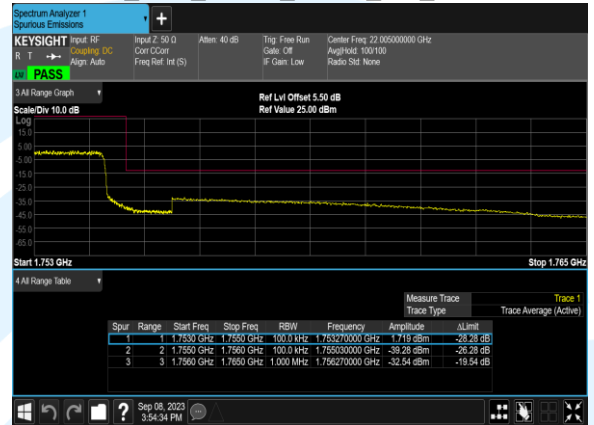 Spectrum Analyzer 1
Spurious Emissions
+
KEYSIGHT Input: RF Input Z: 50 Ω Atten: 40 dB Trig: Free Run Center Freq: 22.005000000 GHz
R T Coupling: DC Corr CCorr Gate: Off Avg|Hold: 100/100
Align: Auto Freq Ref: Int (S) IF Gain: Low Radio Std: None
PASS
3 All Range Graph
Scale/Div 10.0 dB Ref Lvl Offset 5.50 dB
Ref Value 25.00 dBm
Log
15.0
5.00
-5.00
-15.0
-25.0
-35.0
-45.0
-55.0
-65.0
Start 1.753 GHz Stop 1.765 GHz
4 All Range Table
Measure Trace Trace 1
Trace Type Trace Average (Active)
Spur Range Start Freq Stop Freq RBW Frequency Amplitude ΔLimit
1 1 1.7530 GHz 1.7550 GHz 100.0 kHz 1.753270000 GHz 1.719 dBm -28.28 dB
2 2 1.7550 GHz 1.7560 GHz 100.0 kHz 1.755030000 GHz -39.28 dBm -26.28 dB
3 3 1.7560 GHz 1.7650 GHz 1.000 MHz 1.756270000 GHz -32.54 dBm -19.54 dB
? Sep 08, 2023
3:54:34 PM